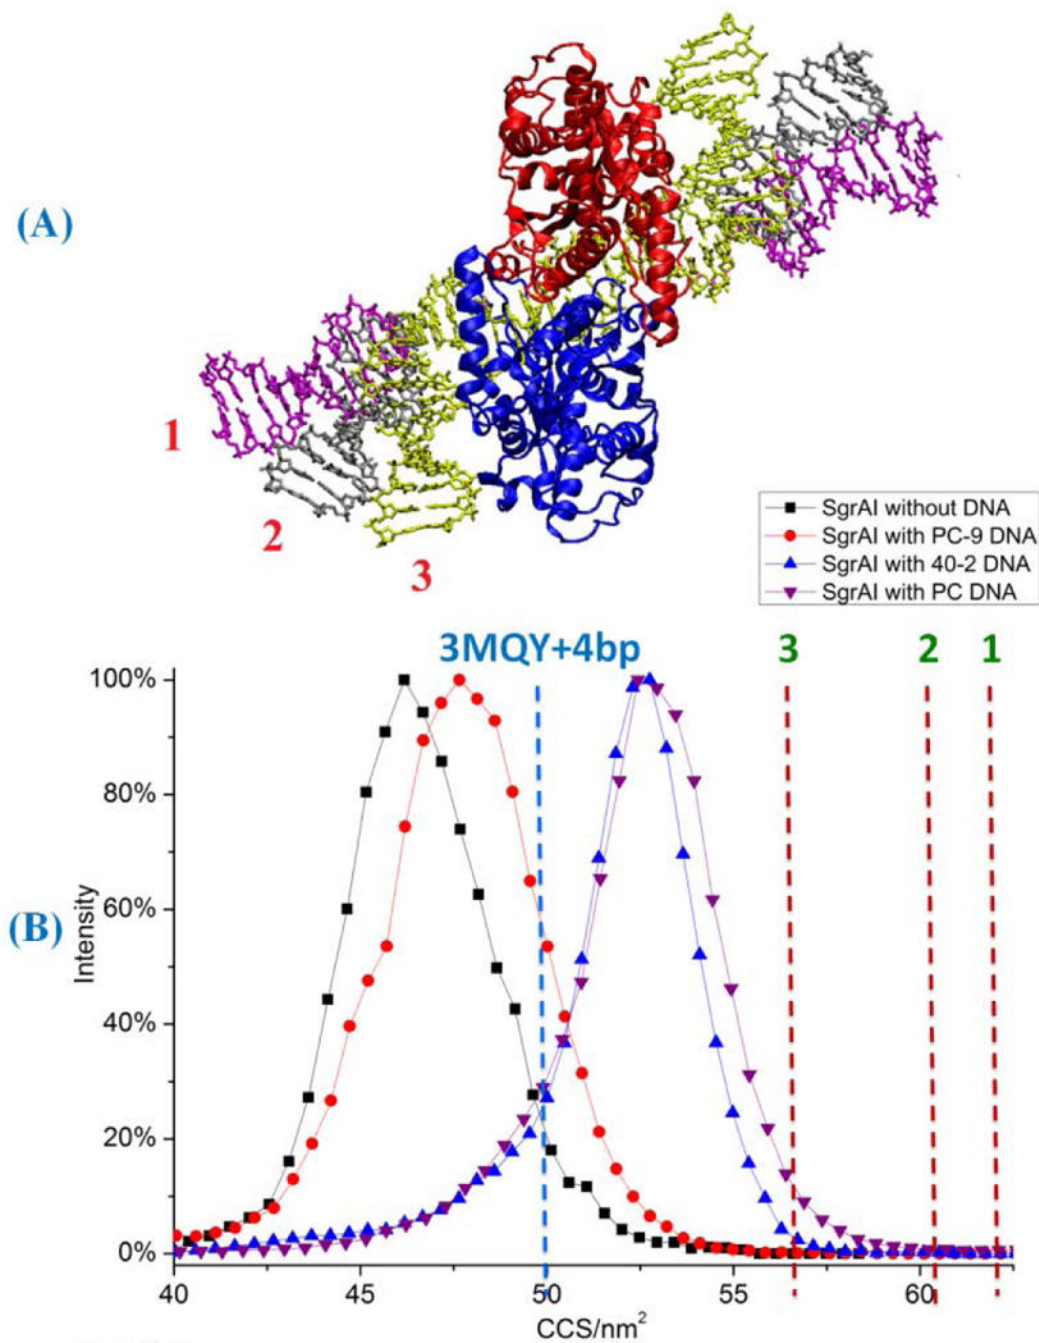 (A)
1
2
3
SgrAI without DNA
SgrAI with PC-9 DNA
SgrAI with 40-2 DNA
SgrAI with PC DNA
3MQY+4bp 3 2 1
(B)
Intensity
100%
80%
60%
40%
20%
0%
40 45 50 55 60
CCS/nm²